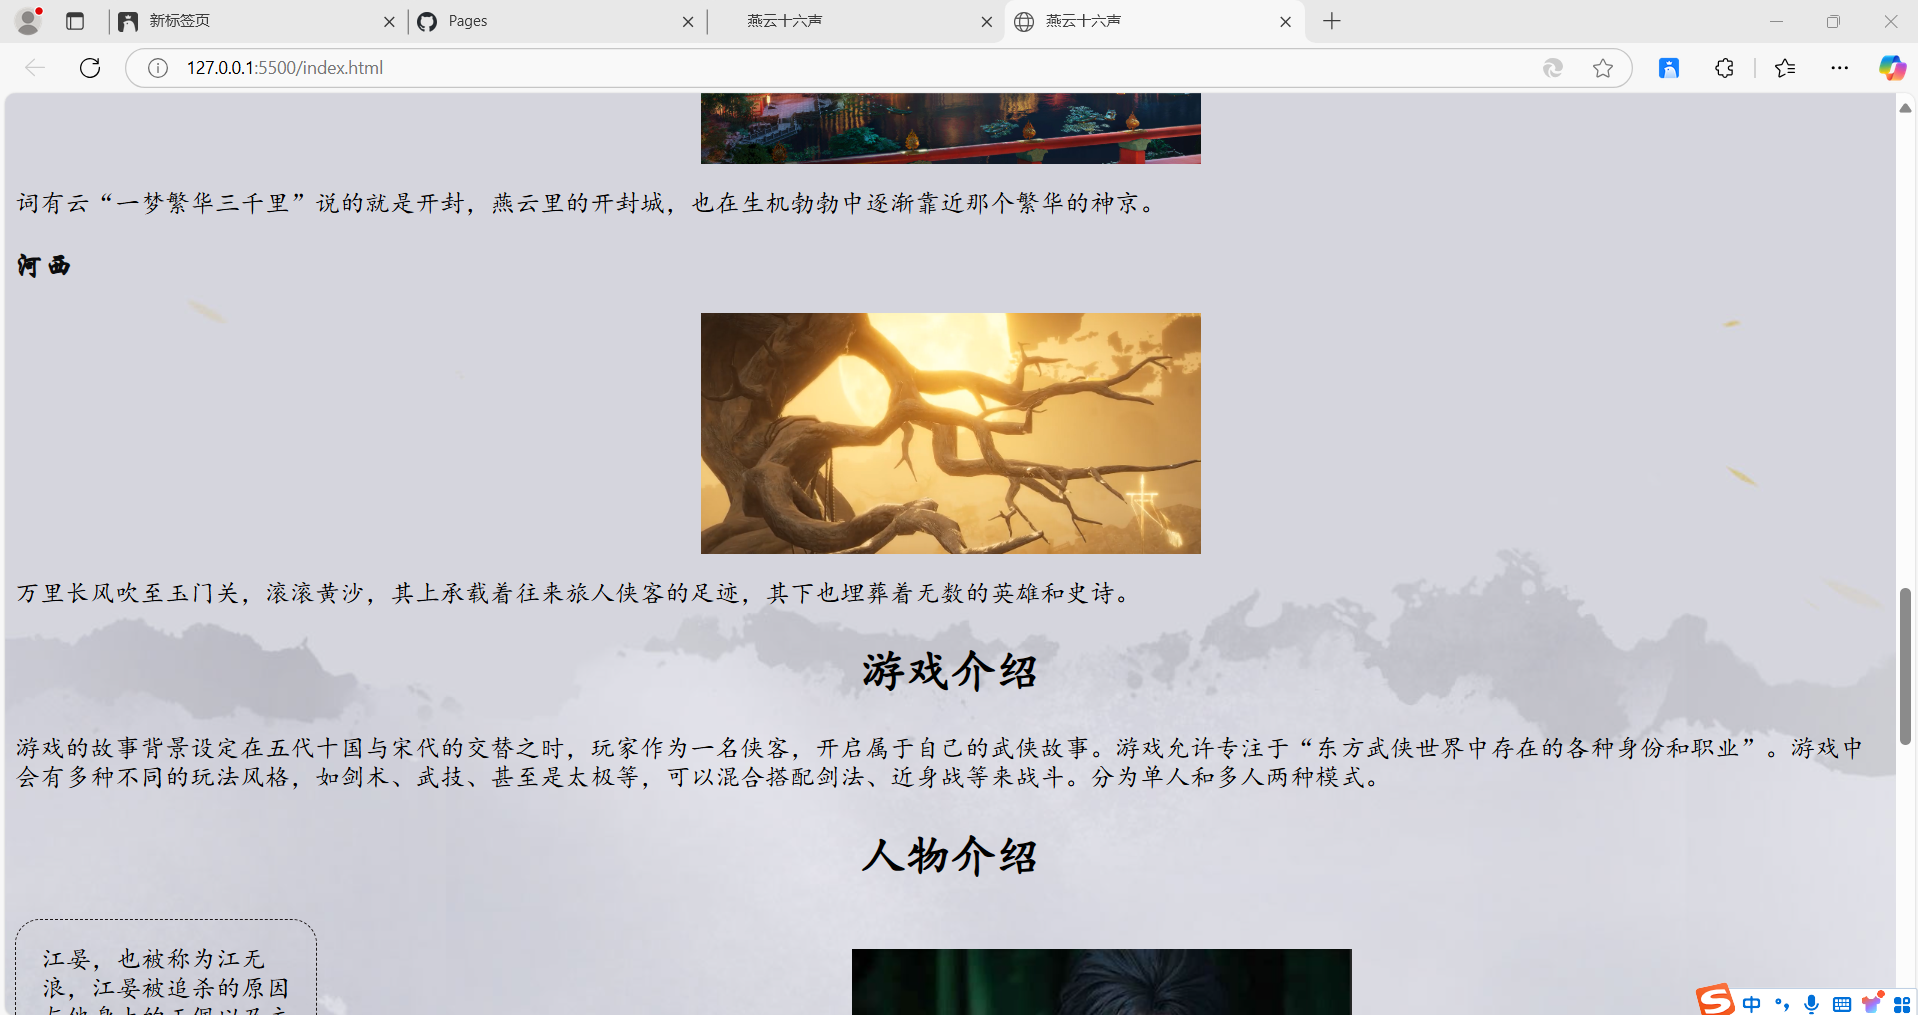 新标签页
Pages
燕云十六声
燕云十六声
127.0.0.1:5500/index.html
词有云“一梦繁华三千里”说的就是开封，燕云里的开封城，也在生机勃勃中逐渐靠近那个繁华的神京。
河西
万里长风吹至玉门关，滚滚黄沙，其上承载着往来旅人侠客的足迹，其下也埋葬着无数的英雄和史诗。
游戏介绍
游戏的故事背景设定在五代十国与宋代的交替之时，玩家作为一名侠客，开启属于自己的武侠故事。游戏允许专注于“东方武侠世界中存在的各种身份和职业”。游戏中
会有多种不同的玩法风格，如剑术、武技、甚至是太极等，可以混合搭配剑法、近身战等来战斗。分为单人和多人两种模式。
人物介绍
江晏，也被称为江无
浪，江晏被追杀的原因
中